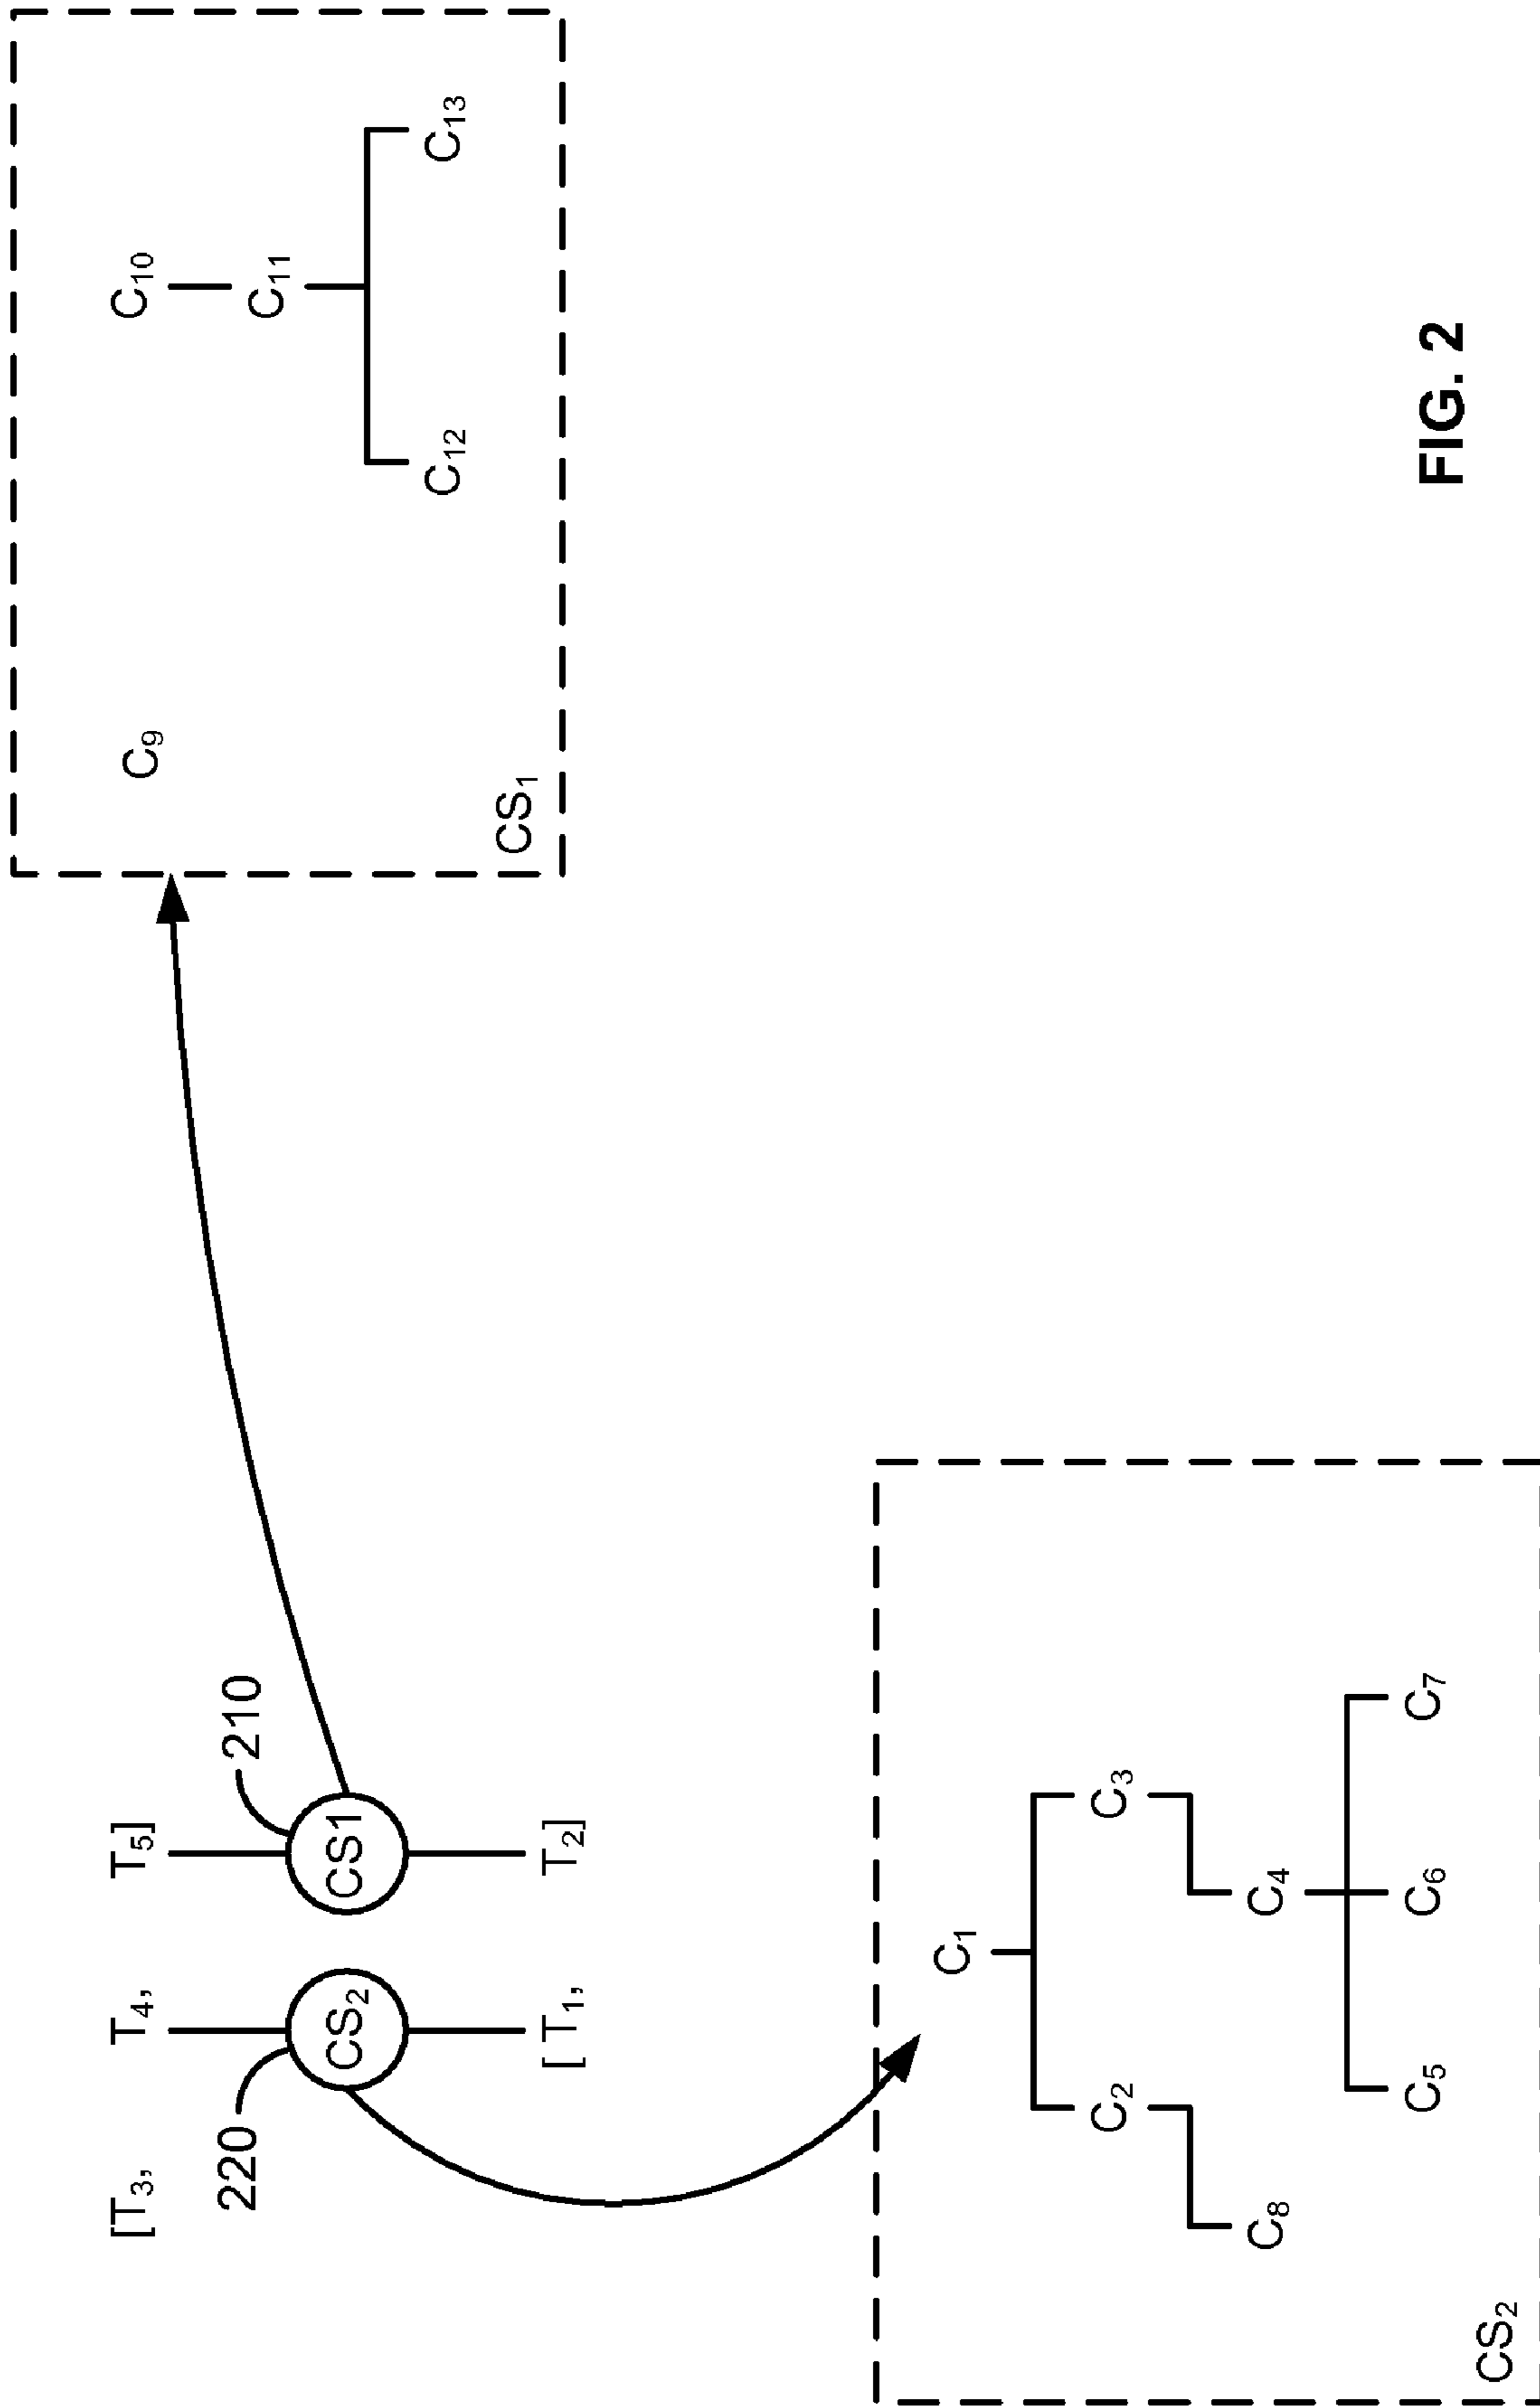 [T₃, T₄, T₅]
220 210
CS₂ CS1
[ T₁, T₂]
C₉ C₁₀
C₁₁
C₁₂ C₁₃
CS₁
C₁
C₂ C₃
C₈ C₄
C₅ C₆ C₇
CS₂
FIG. 2